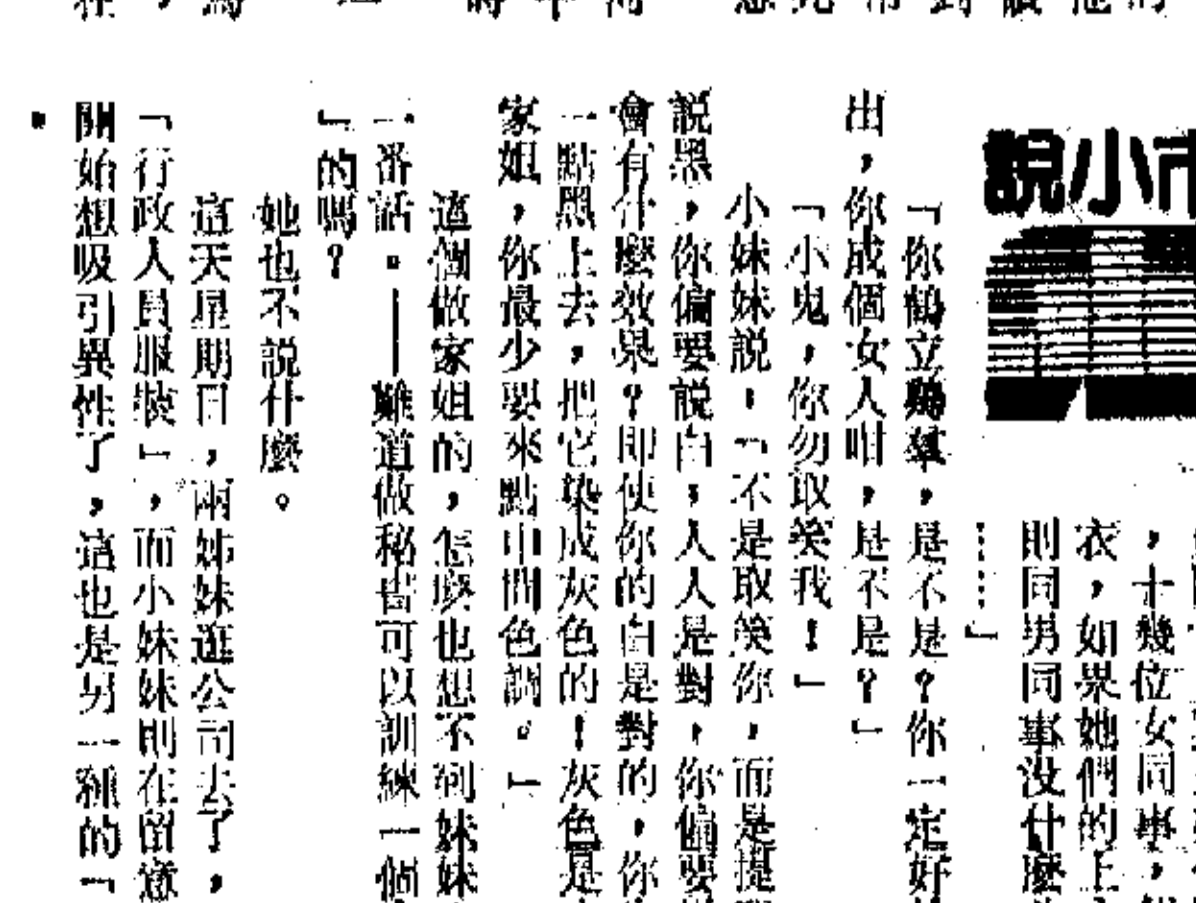 說小市
，十幾位女同事，
衣，如果她們的上
則同男同事没什麽
……」
「你鶴立鷄羣，是不是？你一定好
出，你成個女人咁，是不是？」
「小鬼，你勿取笑我！」
小妹妹說，「不是取笑你，而是提
說黑，你偏要說白，人人是對，你偏要
會有什麼效果？即使你的白是對的，你
一點黑上去，把它染成灰色的！灰色是
家姐，你最少要來點中間色調。」
這個做家姐的，怎麽也想不到妹妹
一番話。——難道做秘書可以訓練一個
」的嗎？
她也不說什麼。
這天星期日，兩姊妹逛公司去了，
「行政人員服裝」，而小妹妹則在留意
開始想吸引異性了，這也是另一種的「